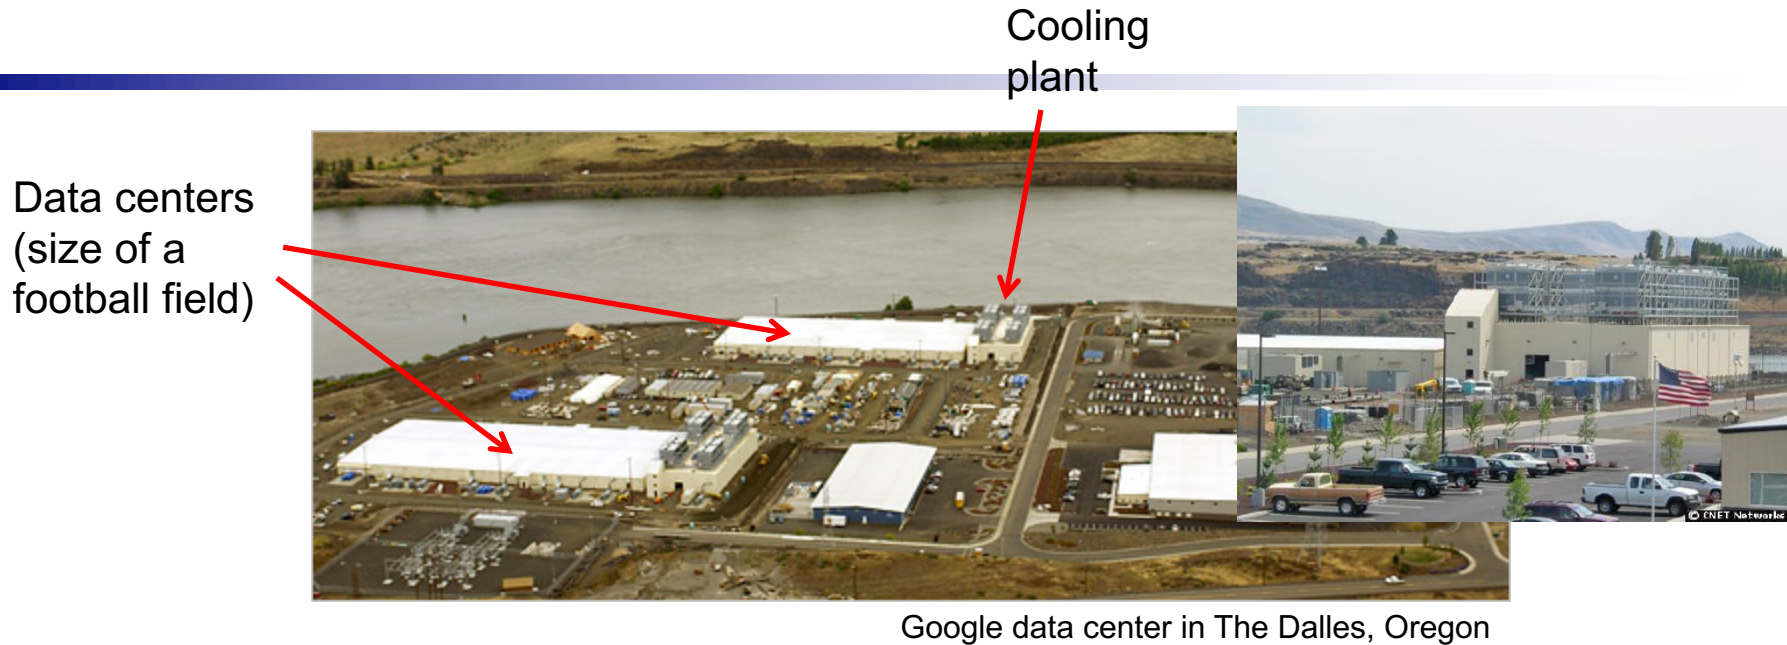 Cooling
plant
Data centers
(size of a
football field)
© CNET Networks
Google data center in The Dalles, Oregon